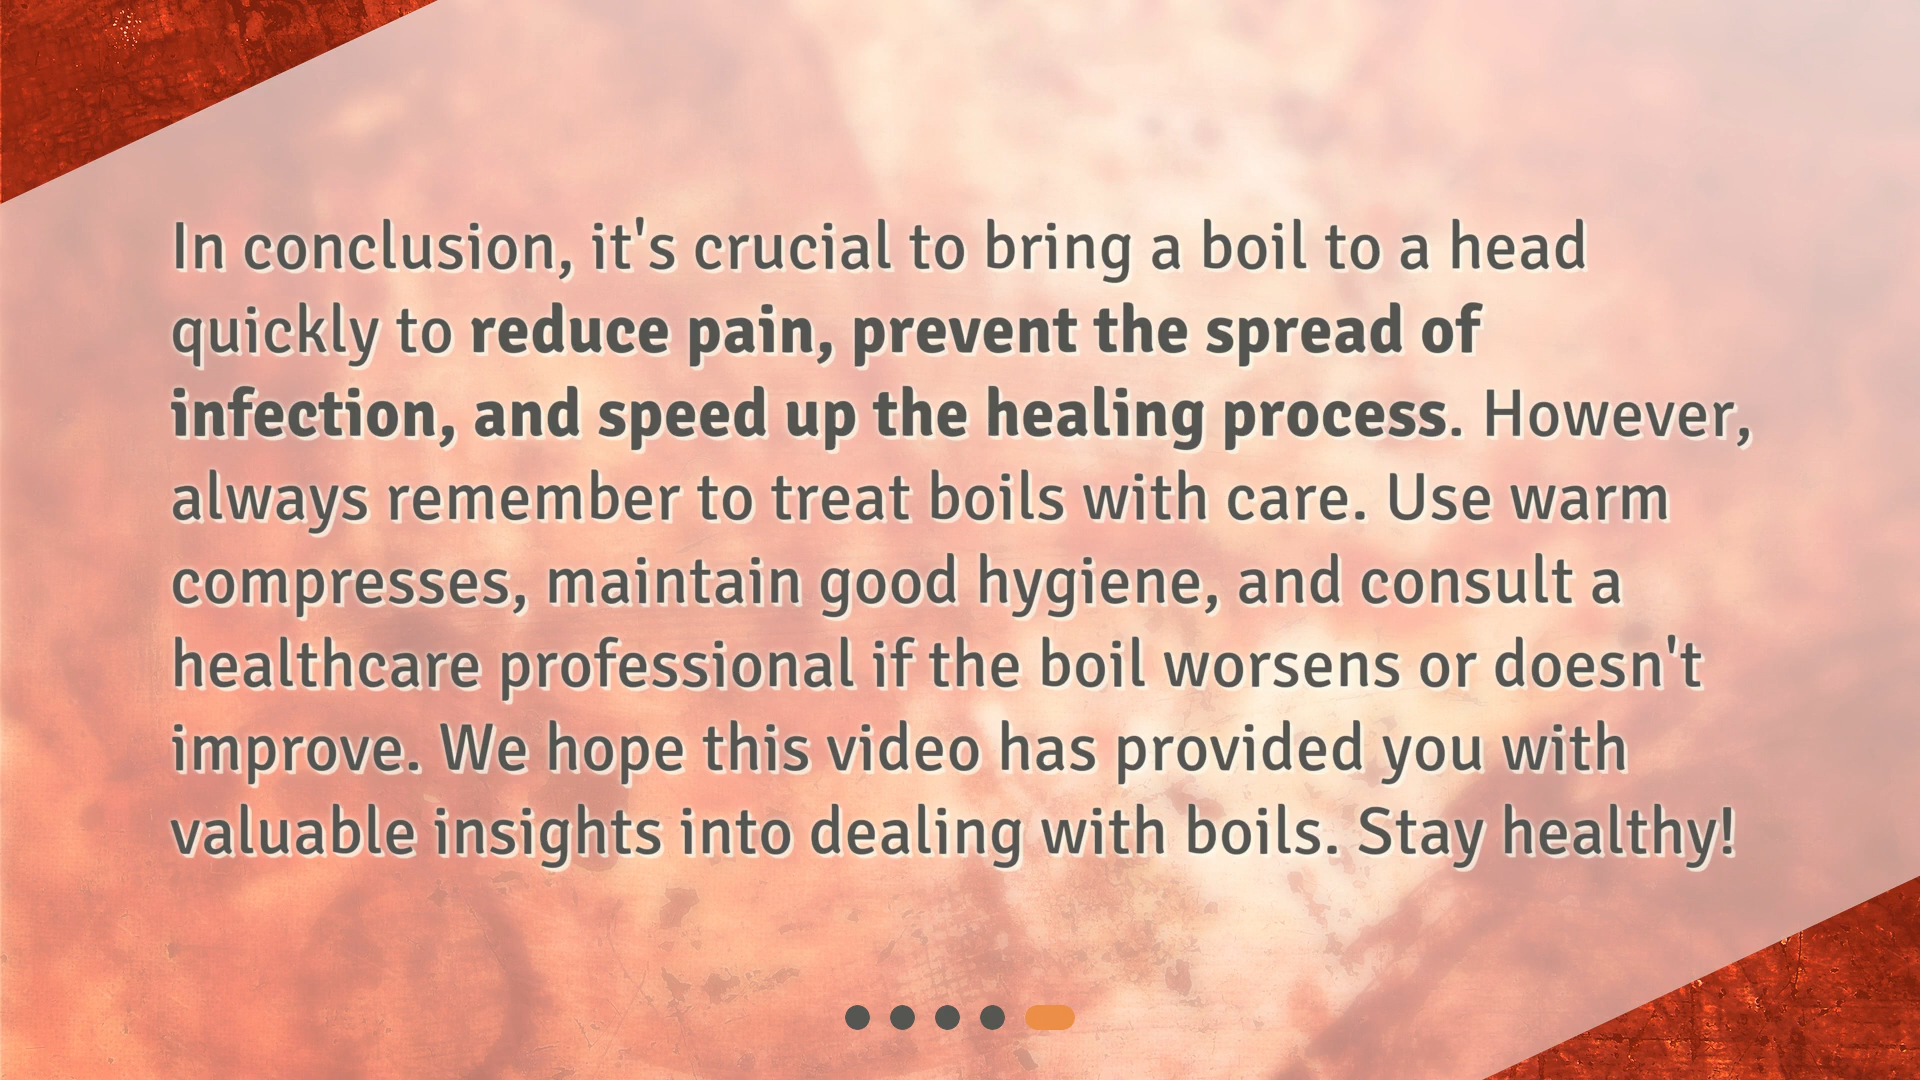 In conclusion, it's crucial to bring a boil to a head
quickly to reduce pain, prevent the spread of
infection, and speed up the healing process. However,
always remember to treat boils with care. Use warm
compresses, maintain good hygiene, and consult a
healthcare professional if the boil worsens or doesn't
improve. We hope this video has provided you with
valuable insights into dealing with boils. Stay healthy!